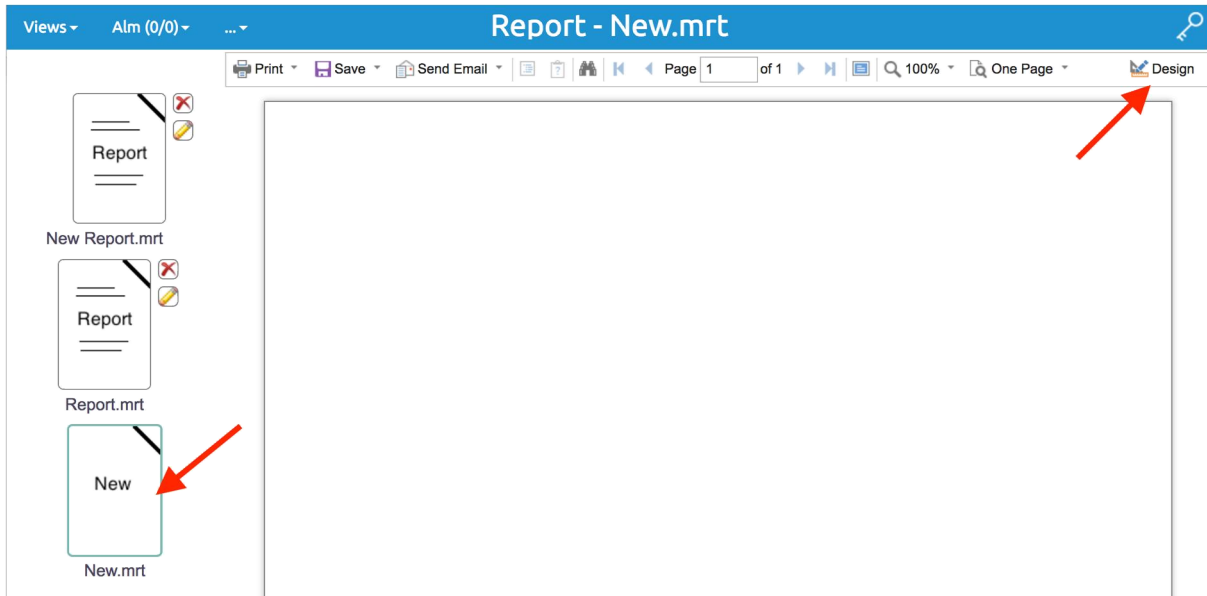 Views Alm (0/0) ... Report - New.mrt
Print Save Send Email Page 1 of 1 100% One Page Design
Report
New Report.mrt
Report
Report.mrt
New
New.mrt